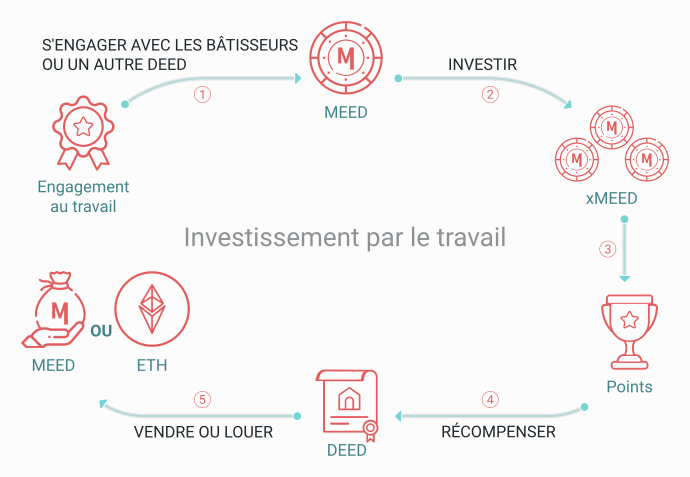 S'ENGAGER AVEC LES BÂTISSEURS
OU UN AUTRE DEED
1
M
MEED
INVESTIR
2
M
M
M
xMEED
Engagement
au travail
3
Investissement par le travail
M
OU
MEED
ETH
Points
5
VENDRE OU LOUER
DEED
4
RÉCOMPENSER